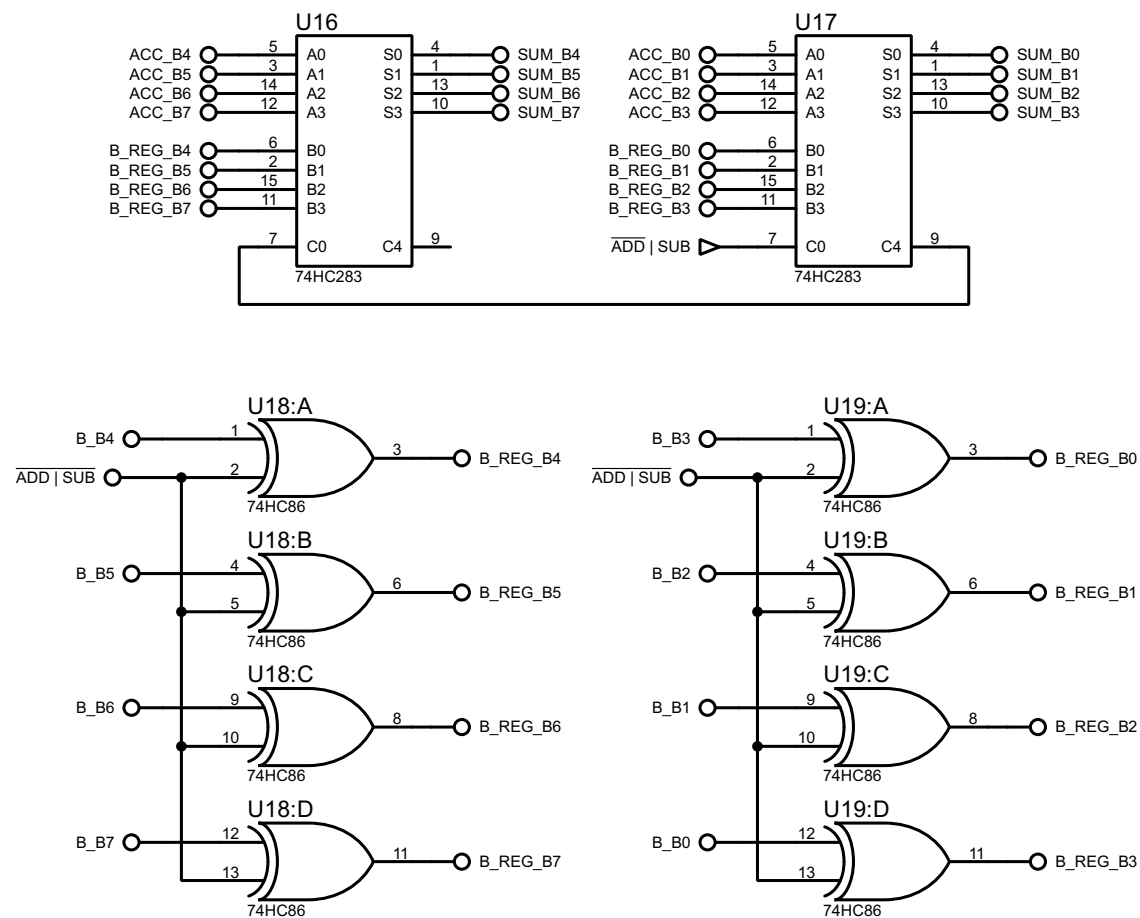 U16
ACC_B4 5 A0 S0 4 SUM_B4
ACC_B5 3 A1 S1 1 SUM_B5
ACC_B6 14 A2 S2 13 SUM_B6
ACC_B7 12 A3 S3 10 SUM_B7
B_REG_B4 6 B0
B_REG_B5 2 B1
B_REG_B6 15 B2
B_REG_B7 11 B3
7 C0 C4 9
74HC283
U17
ACC_B0 5 A0 S0 4 SUM_B0
ACC_B1 3 A1 S1 1 SUM_B1
ACC_B2 14 A2 S2 13 SUM_B2
ACC_B3 12 A3 S3 10 SUM_B3
B_REG_B0 6 B0
B_REG_B1 2 B1
B_REG_B2 15 B2
B_REG_B3 11 B3
ADD | SUB 7 C0 C4 9
74HC283
U18:A
B_B4 1
3 B_REG_B4
ADD | SUB 2
74HC86
U18:B
B_B5 4
6 B_REG_B5
5
74HC86
U18:C
B_B6 9
8 B_REG_B6
10
74HC86
U18:D
B_B7 12
11 B_REG_B7
13
74HC86
U19:A
B_B3 1
3 B_REG_B0
ADD | SUB 2
74HC86
U19:B
B_B2 4
6 B_REG_B1
5
74HC86
U19:C
B_B1 9
8 B_REG_B2
10
74HC86
U19:D
B_B0 12
11 B_REG_B3
13
74HC86